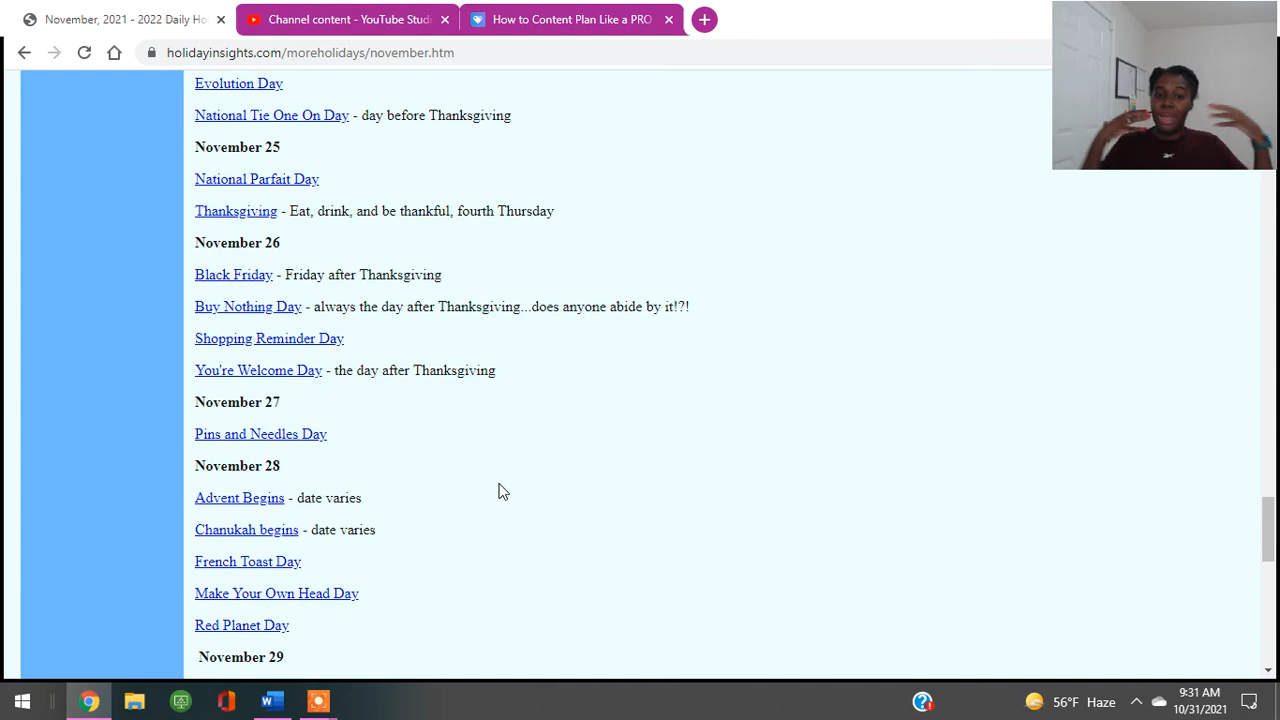 November, 2021 - 2022 Daily Ho
Channel content - YouTube Studi
How to Content Plan Like a PRO
holidayinsights.com/moreholidays/november.htm
Evolution Day
National Tie One On Day - day before Thanksgiving
November 25
National Parfait Day
Thanksgiving - Eat, drink, and be thankful, fourth Thursday
November 26
Black Friday - Friday after Thanksgiving
Buy Nothing Day - always the day after Thanksgiving...does anyone abide by it!?!
Shopping Reminder Day
You're Welcome Day - the day after Thanksgiving
November 27
Pins and Needles Day
November 28
Advent Begins - date varies
Chanukah begins - date varies
French Toast Day
Make Your Own Head Day
Red Planet Day
November 29
56°F Haze
9:31 AM
10/31/2021